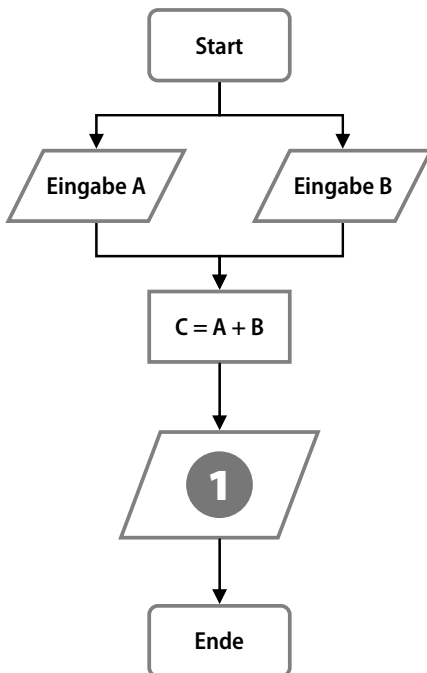 Start
Eingabe A
Eingabe B
C = A + B
1
Ende